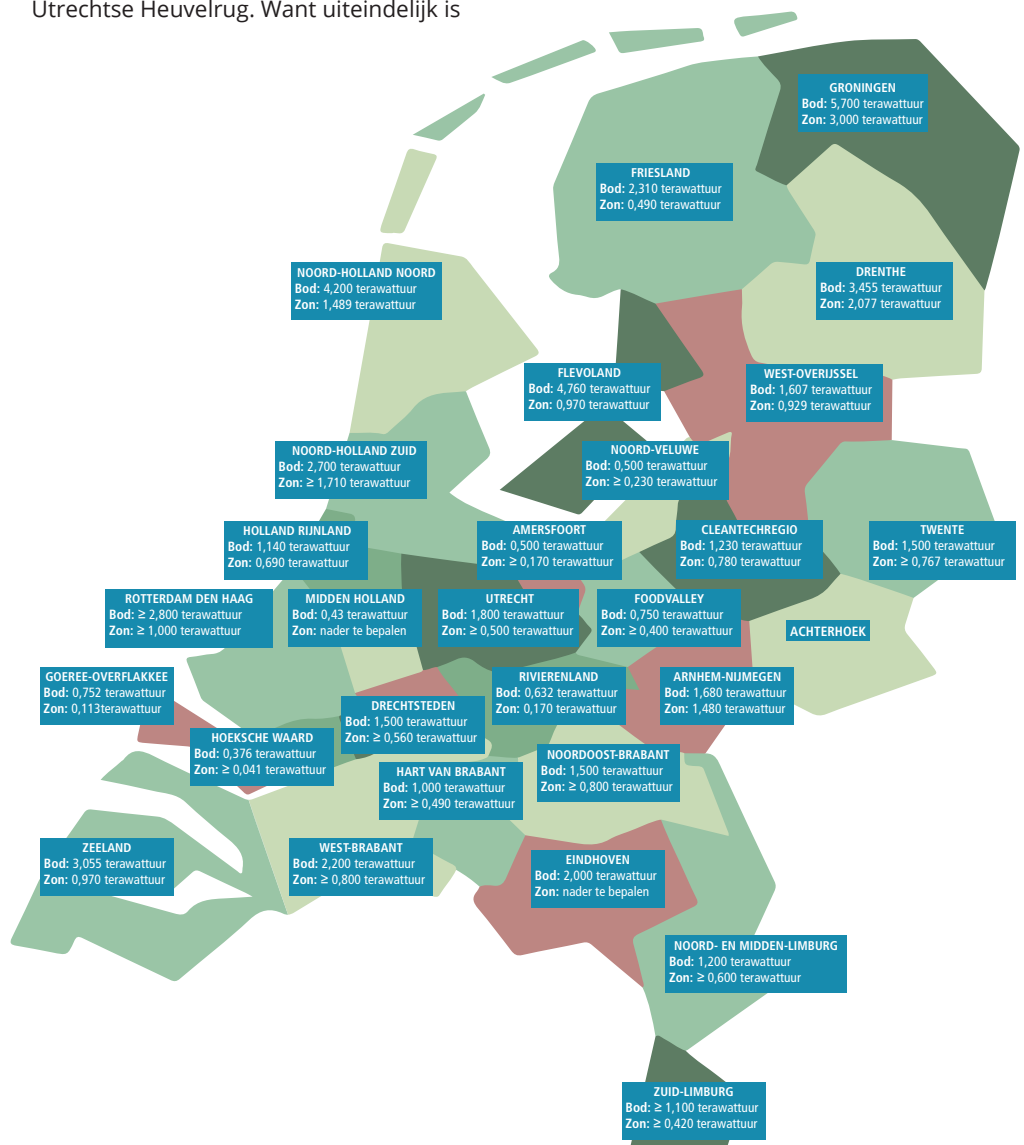 Utrechtse Heuvelrug. Want uiteindelijk is
GRONINGEN
Bod: 5,700 terawattuur
Zon: 3,000 terawattuur
FRIESLAND
Bod: 2,310 terawattuur
Zon: 0,490 terawattuur
NOORD-HOLLAND NOORD
Bod: 4,200 terawattuur
Zon: 1,489 terawattuur
DRENTHE
Bod: 3,455 terawattuur
Zon: 2,077 terawattuur
FLEVOLAND
Bod: 4,760 terawattuur
Zon: 0,970 terawattuur
WEST-OVERIJSSEL
Bod: 1,607 terawattuur
Zon: 0,929 terawattuur
NOORD-HOLLAND ZUID
Bod: 2,700 terawattuur
Zon: ≥ 1,710 terawattuur
NOORD-VELUWE
Bod: 0,500 terawattuur
Zon: ≥ 0,230 terawattuur
HOLLAND RIJNLAND
Bod: 1,140 terawattuur
Zon: 0,690 terawattuur
AMERSFOORT
Bod: 0,500 terawattuur
Zon: ≥ 0,170 terawattuur
CLEANTECHREGIO
Bod: 1,230 terawattuur
Zon: 0,780 terawattuur
TWENTE
Bod: 1,500 terawattuur
Zon: ≥ 0,767 terawattuur
ROTTERDAM DEN HAAG
Bod: ≥ 2,800 terawattuur
Zon: ≥ 1,000 terawattuur
MIDDEN HOLLAND
Bod: 0,43 terawattuur
Zon: nader te bepalen
UTRECHT
Bod: 1,800 terawattuur
Zon: ≥ 0,500 terawattuur
FOODVALLEY
Bod: 0,750 terawattuur
Zon: ≥ 0,400 terawattuur
ACHTERHOEK
GOEREE-OVERFLAKKEE
Bod: 0,752 terawattuur
Zon: 0,113terawattuur
DRECHTSTEDEN
Bod: 1,500 terawattuur
Zon: ≥ 0,560 terawattuur
RIVIERENLAND
Bod: 0,632 terawattuur
Zon: 0,170 terawattuur
ARNHEM-NIJMEGEN
Bod: 1,680 terawattuur
Zon: 1,480 terawattuur
HOEKSCHE WAARD
Bod: 0,376 terawattuur
Zon: ≥ 0,041 terawattuur
HART VAN BRABANT
Bod: 1,000 terawattuur
Zon: ≥ 0,490 terawattuur
NOORDOOST-BRABANT
Bod: 1,500 terawattuur
Zon: ≥ 0,800 terawattuur
ZEELAND
Bod: 3,055 terawattuur
Zon: 0,970 terawattuur
WEST-BRABANT
Bod: 2,200 terawattuur
Zon: ≥ 0,800 terawattuur
EINDHOVEN
Bod: 2,000 terawattuur
Zon: nader te bepalen
NOORD- EN MIDDEN-LIMBURG
Bod: 1,200 terawattuur
Zon: ≥ 0,600 terawattuur
ZUID-LIMBURG
Bod: ≥ 1,100 terawattuur
Zon: ≥ 0,420 terawattuur